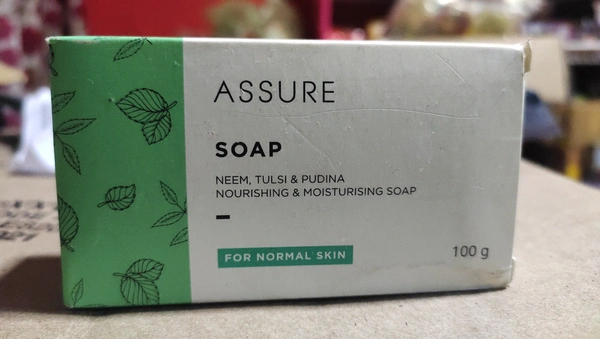 ASSURE
SOAP
NEEM, TULSI & PUDINA
NOURISHING & MOISTURISING SOAP
FOR NORMAL SKIN
100 g